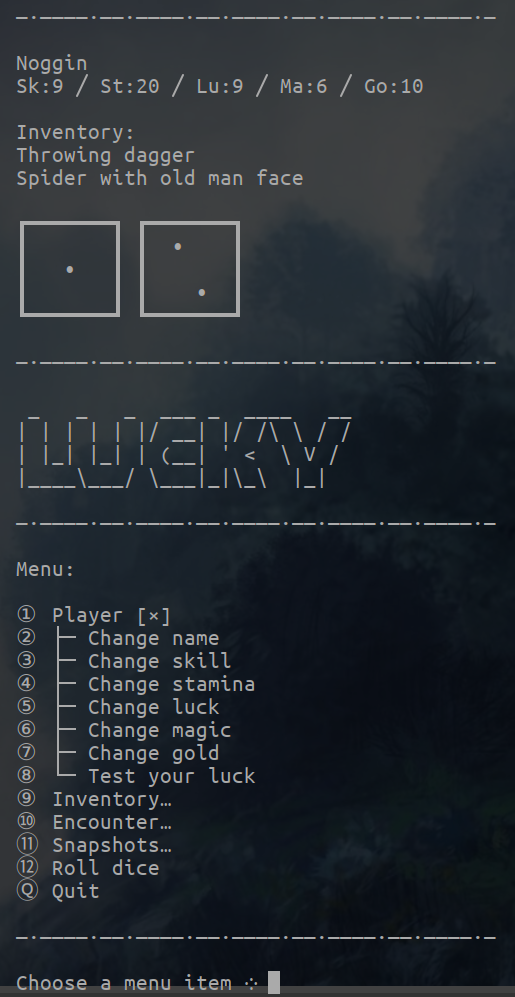 Noggin
Sk:9 / St:20 / Lu:9 / Ma:6 / Go:10
Inventory:
Throwing dagger
Spider with old man face
LUCKY
Menu:
① Player [×]
② ├─ Change name
③ ├─ Change skill
④ ├─ Change stamina
⑤ ├─ Change luck
⑥ ├─ Change magic
⑦ ├─ Change gold
⑧ └─ Test your luck
⑨ Inventory…
⑩ Encounter…
⑪ Snapshots…
⑫ Roll dice
Ⓠ Quit
Choose a menu item ⁘